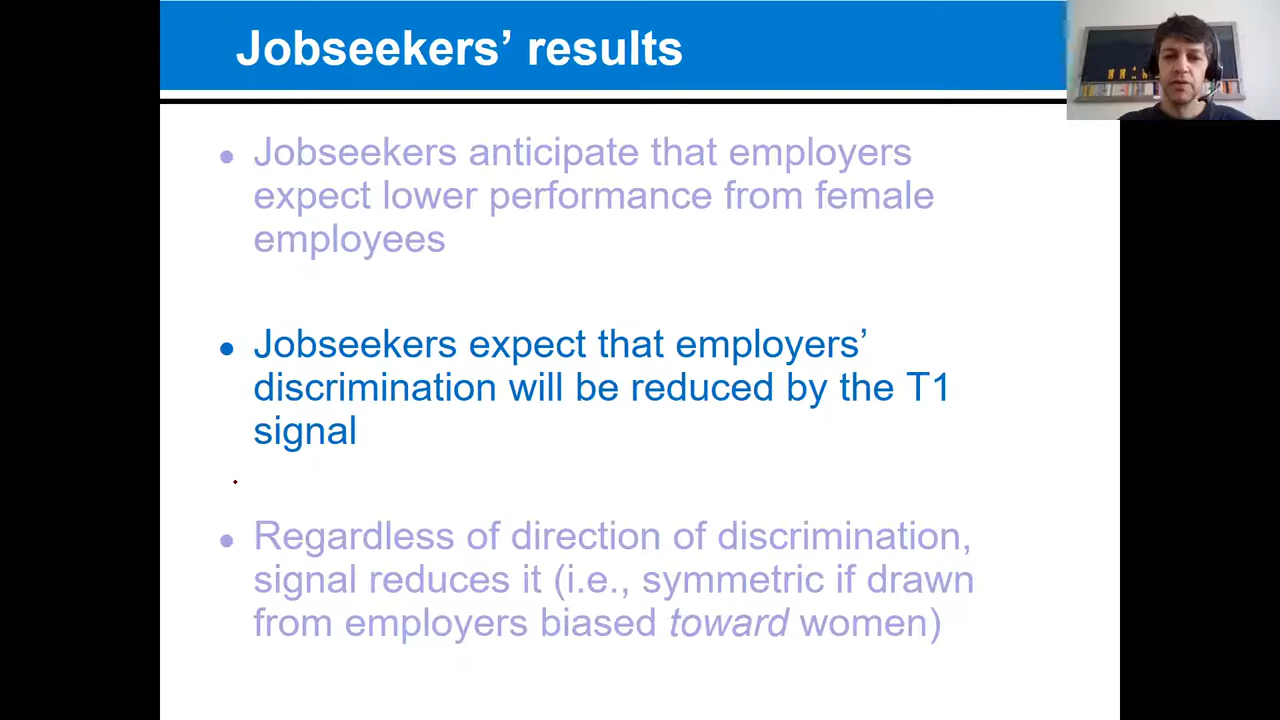 Jobseekers’ results
• Jobseekers anticipate that employers
expect lower performance from female
employees
• Jobseekers expect that employers’
discrimination will be reduced by the T1
signal
• Regardless of direction of discrimination,
signal reduces it (i.e., symmetric if drawn
from employers biased toward women)